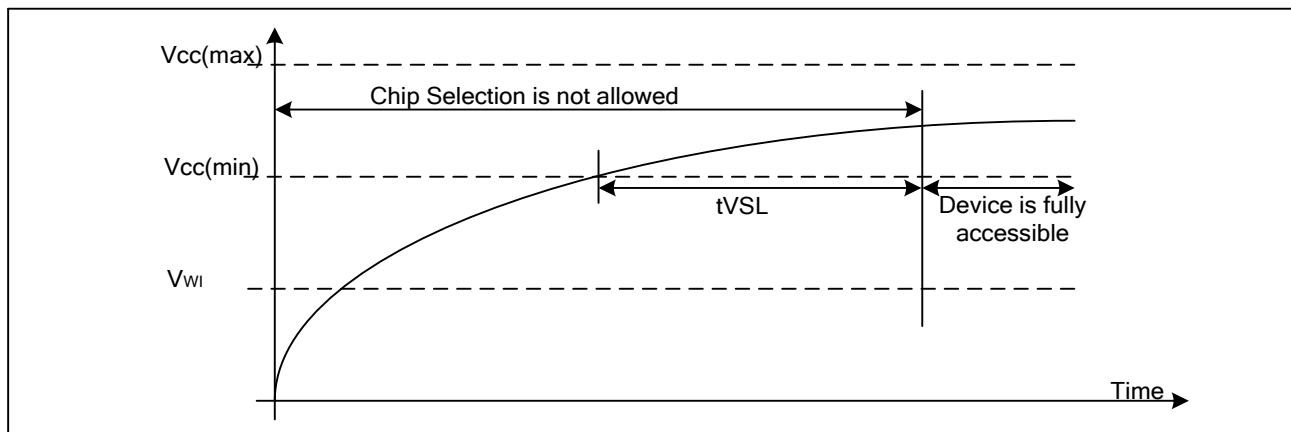 Vcc(max)
Chip Selection is not allowed
Vcc(min)
tVSL
Device is fully
accessible
VWI
Time